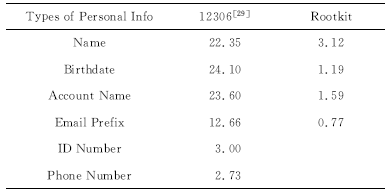 Types of Personal Info 12306[29] Rootkit
Name 22.35 3.12
Birthdate 24.10 1.19
Account Name 23.60 1.59
Email Prefix 12.66 0.77
ID Number 3.00
Phone Number 2.73